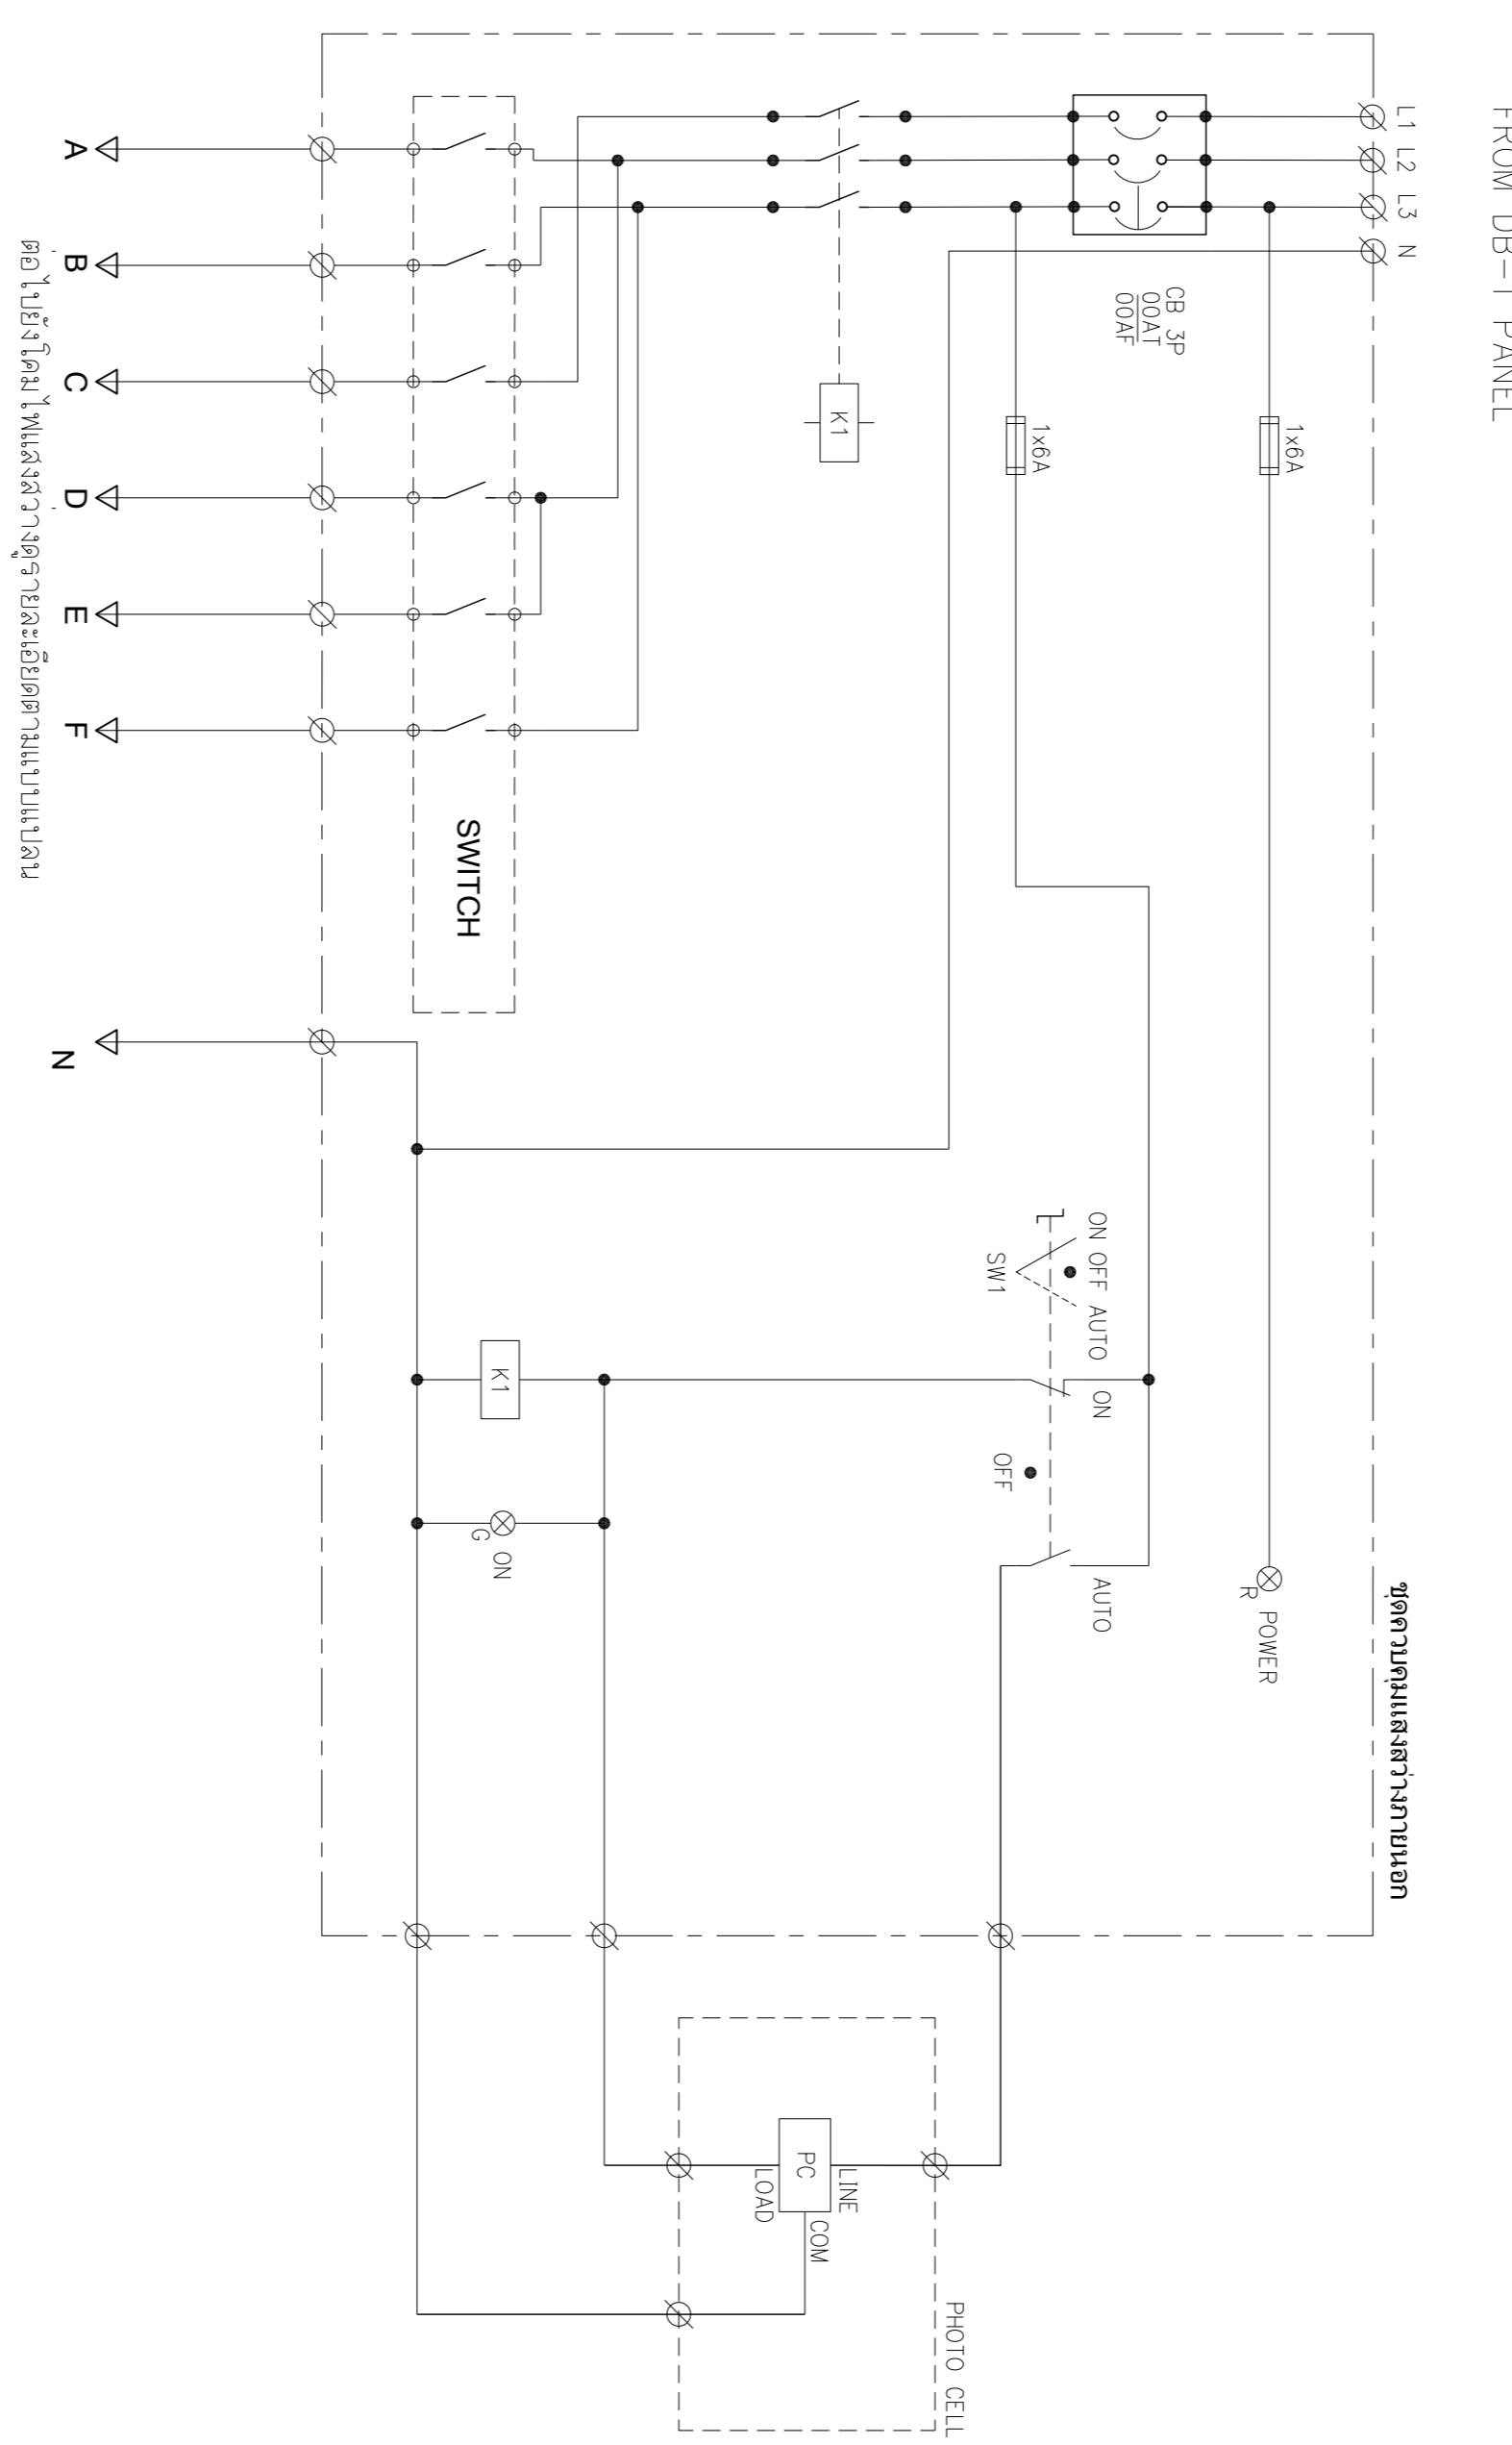 FROM DB-1 PANEL
ชุดควบคุมแสงสว่างภายนอก
L1 L2 L3 N
1x6A
R POWER
CB 3P
00AT
00AF
1x6A
ON OFF AUTO
SW1
ON
OFF
AUTO
K1
K1
G ON
PHOTO CELL
LINE
PC
COM
LOAD
SWITCH
A B C D E F N
ต่อไปยังโคมไฟแสงสว่างดูรายละเอียดตามแบบแปลน